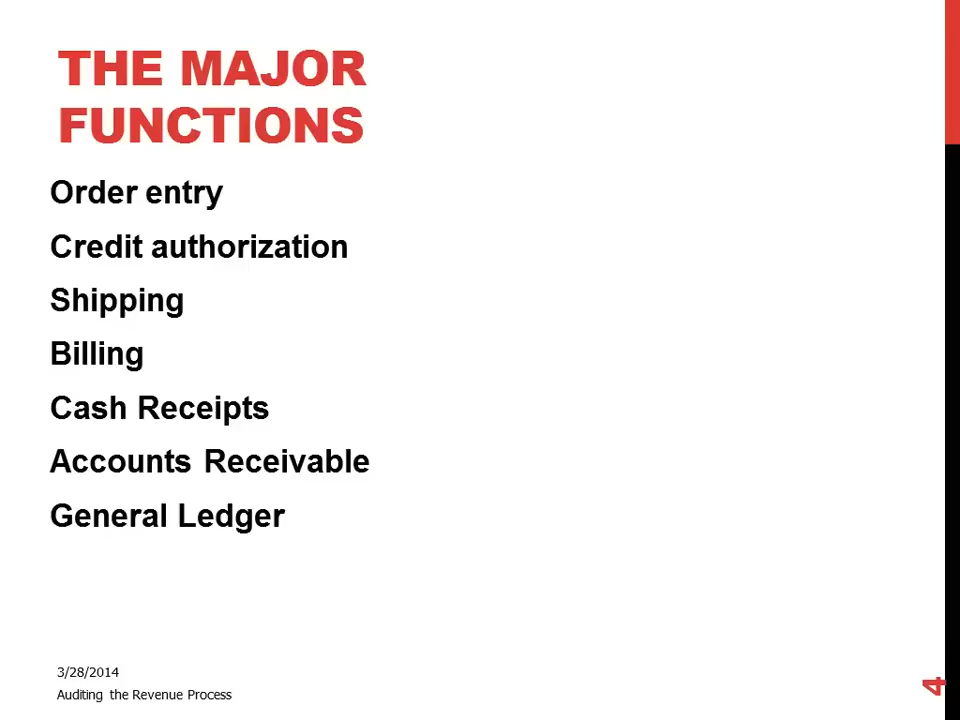 THE MAJOR
FUNCTIONS
Order entry
Credit authorization
Shipping
Billing
Cash Receipts
Accounts Receivable
General Ledger
3/28/2014
Auditing the Revenue Process
4